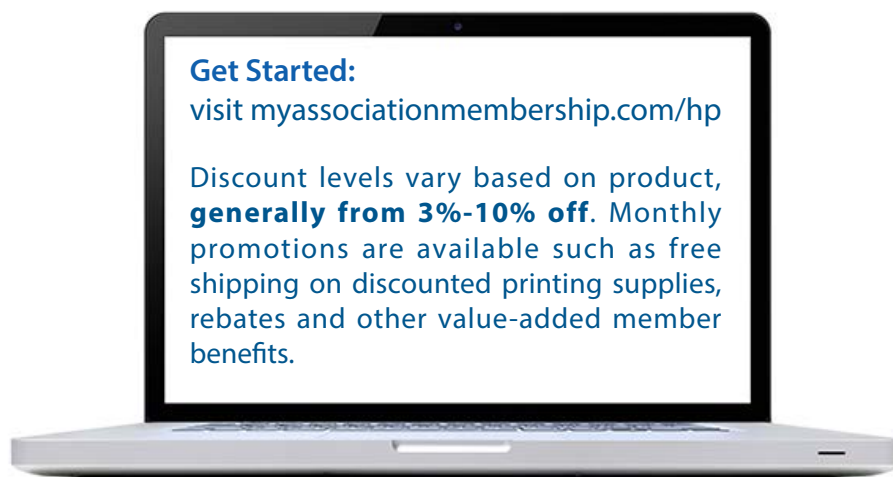 Get Started:
visit myassociationmembership.com/hp
Discount levels vary based on product,
generally from 3%-10% off. Monthly
promotions are available such as free
shipping on discounted printing supplies,
rebates and other value-added member
benefits.